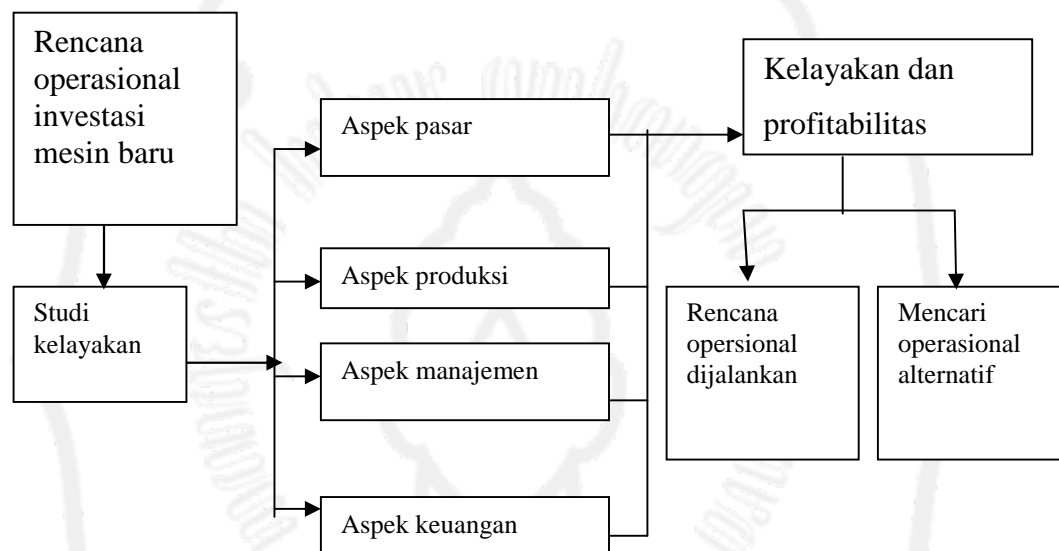 Rencana
operasional
investasi
mesin baru
Studi
kelayakan
Aspek pasar
Aspek produksi
Aspek manajemen
Aspek keuangan
Kelayakan dan
profitabilitas
Rencana
opersional
dijalankan
Mencari
operasional
alternatif